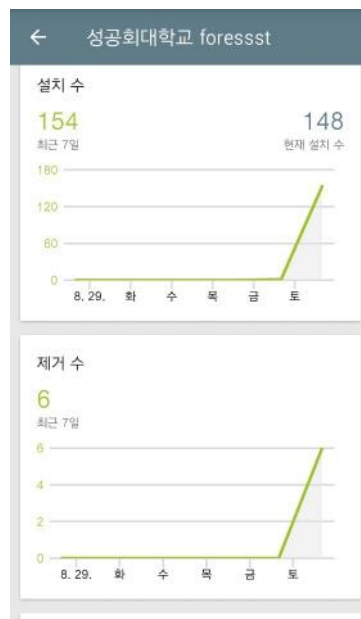 성공회대학교 foressst
설치 수
154 148
최근 7일 현재 설치 수
180
120
60
0
8. 29. 화 수 목 금 토
제거 수
6
최근 7일
6
4
2
0
8. 29. 화 수 목 금 토